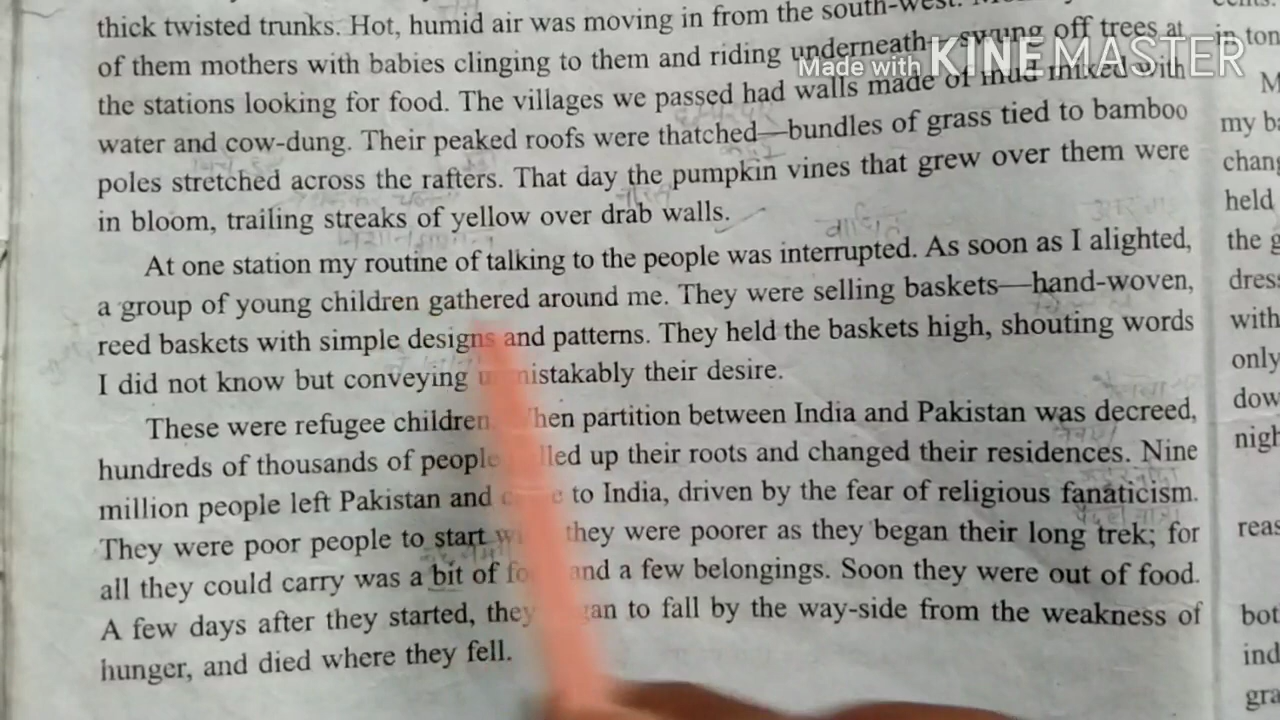 thick twisted trunks. Hot, humid air was moving in from the south-west.
of them mothers with babies clinging to them and riding underneath—swung off trees at
the stations looking for food. The villages we passed had walls made of mud mixed with
water and cow-dung. Their peaked roofs were thatched—bundles of grass tied to bamboo
poles stretched across the rafters. That day the pumpkin vines that grew over them were
in bloom, trailing streaks of yellow over drab walls.
At one station my routine of talking to the people was interrupted. As soon as I alighted,
a group of young children gathered around me. They were selling baskets—hand-woven,
reed baskets with simple designs and patterns. They held the baskets high, shouting words
I did not know but conveying unmistakably their desire.
These were refugee children. When partition between India and Pakistan was decreed,
hundreds of thousands of people pulled up their roots and changed their residences. Nine
million people left Pakistan and came to India, driven by the fear of religious fanaticism.
They were poor people to start with they were poorer as they began their long trek; for
all they could carry was a bit of food and a few belongings. Soon they were out of food.
A few days after they started, they began to fall by the way-side from the weakness of
hunger, and died where they fell.
Made with KINEMASTER
in ton
my
held
the
with
only